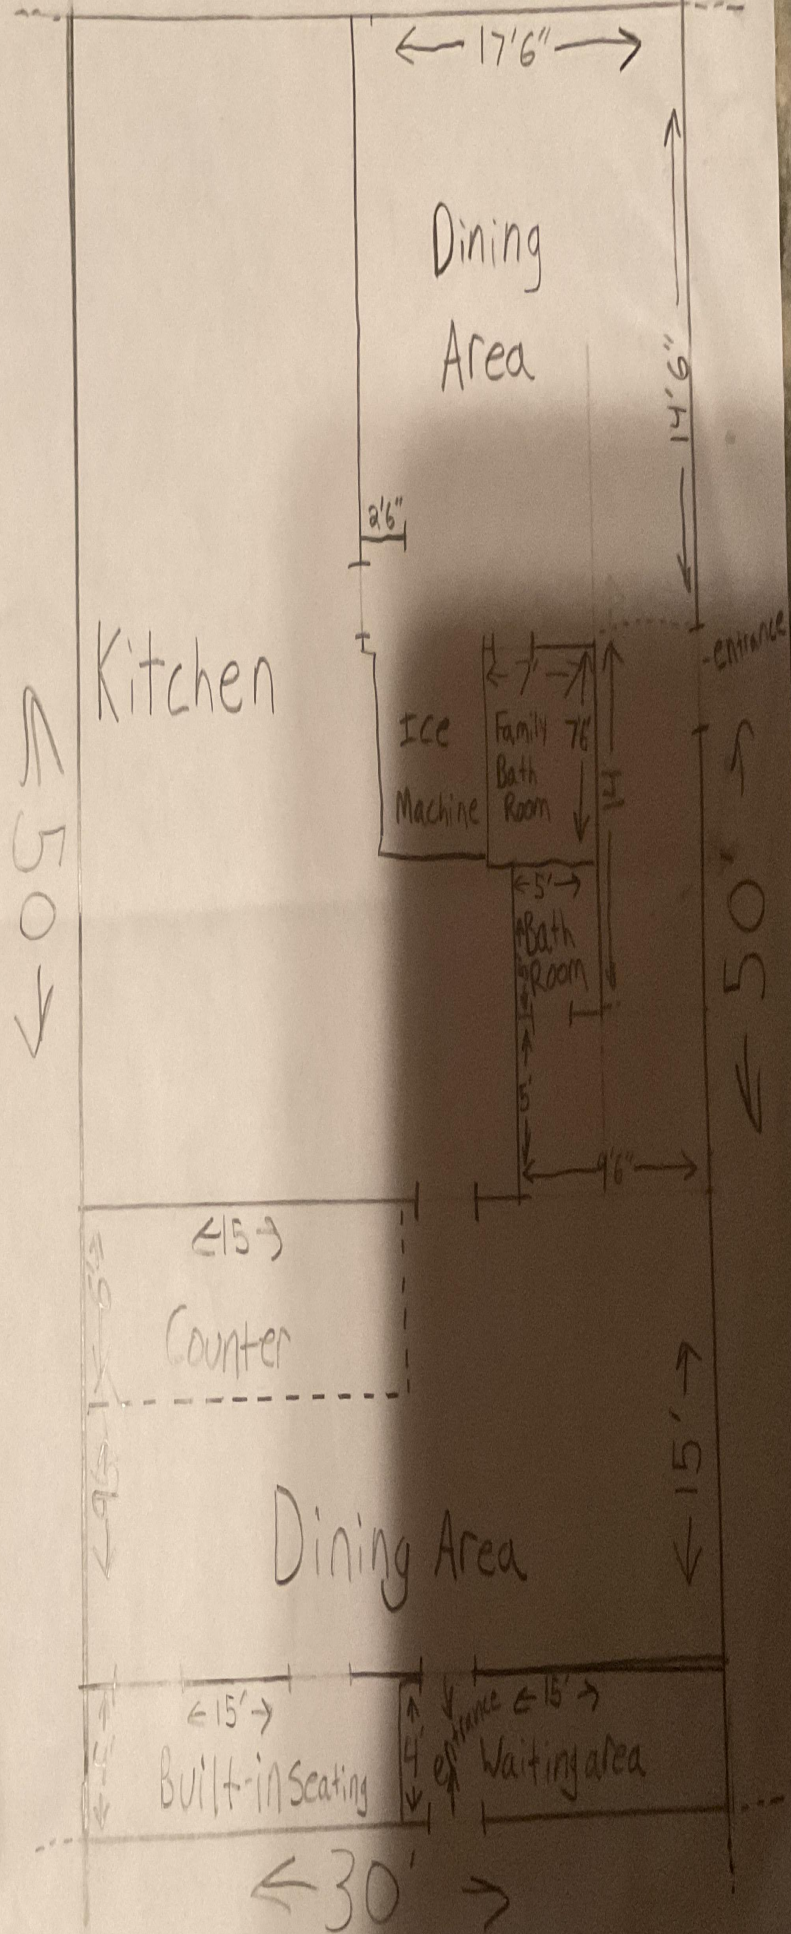 17'6"
Dining
Area
14'9"
2'6"
Kitchen
-entrance
7'
Ice
Machine
Family
Bath
Room
7'6"
14
50
50'
5'
Bath
Room
5'
9'6"
15
Counter
15'
Dining Area
15'
Built-in Seating
4'
entrance
15'
Waiting area
30'